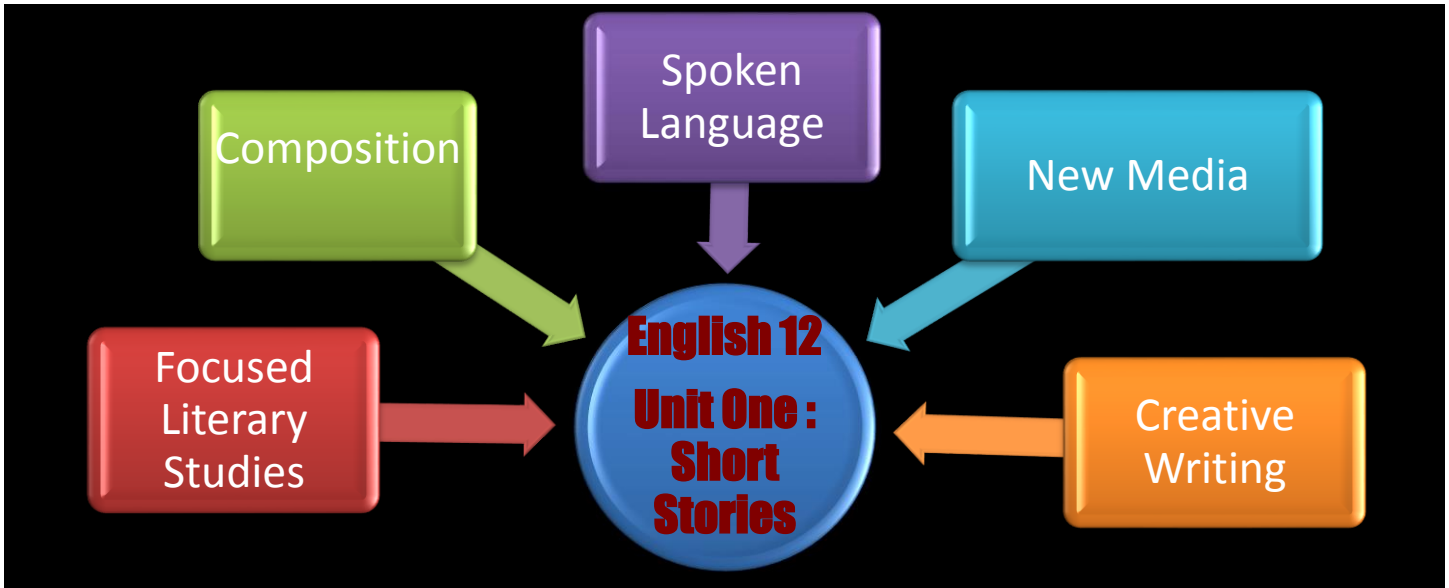 Spoken
Language
Composition
New Media
Focused
Literary
Studies
English 12
Unit One :
Short
Stories
Creative
Writing